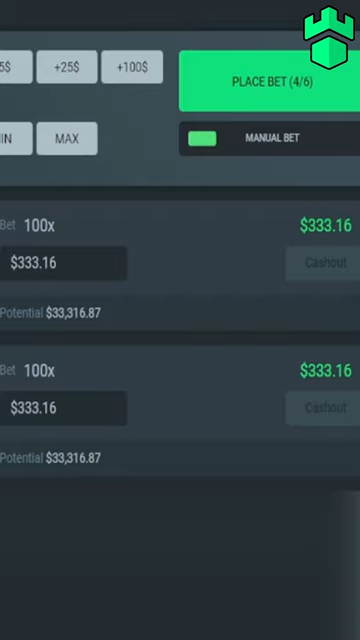 5$ +25$ +100$
PLACE BET (4/6)
IN MAX
MANUAL BET
Bet 100x $333.16
$333.16 Cashout
Potential $33,316.87
Bet 100x $333.16
$333.16 Cashout
Potential $33,316.87